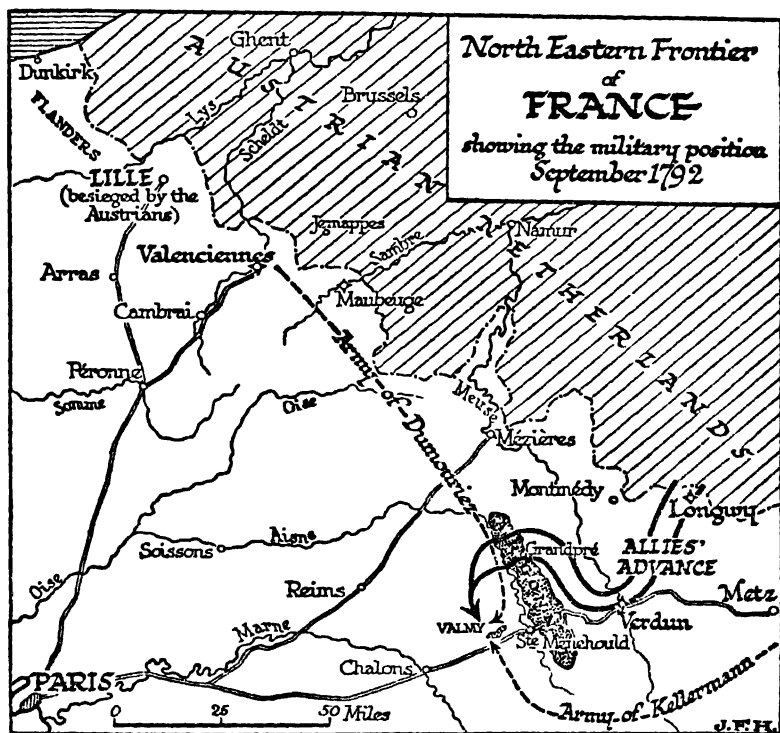 North Eastern Frontier
of
FRANCE
showing the military position
September 1792
AUSTRIAN NETHERLANDS
Ghent
Dunkirk
FLANDERS
Lys
Scheldt
Brussels
LILLE
(besieged by the
Austrians)
Jemappes
Namur
Sambre
Valenciennes
Arras
Maubeuge
Cambrai
Army of Dumouriez
Péronne
Somme
Oise
Meuse
Mézières
Montmédy
Longwy
Aisne
Soissons
Grandpré
ALLIES'
ADVANCE
Oise
Reims
Metz
Verdun
Marne
VALMY
Ste Menehould
Chalons
PARIS
Army of Kellermann
0 25 50 Miles
J.F.H.